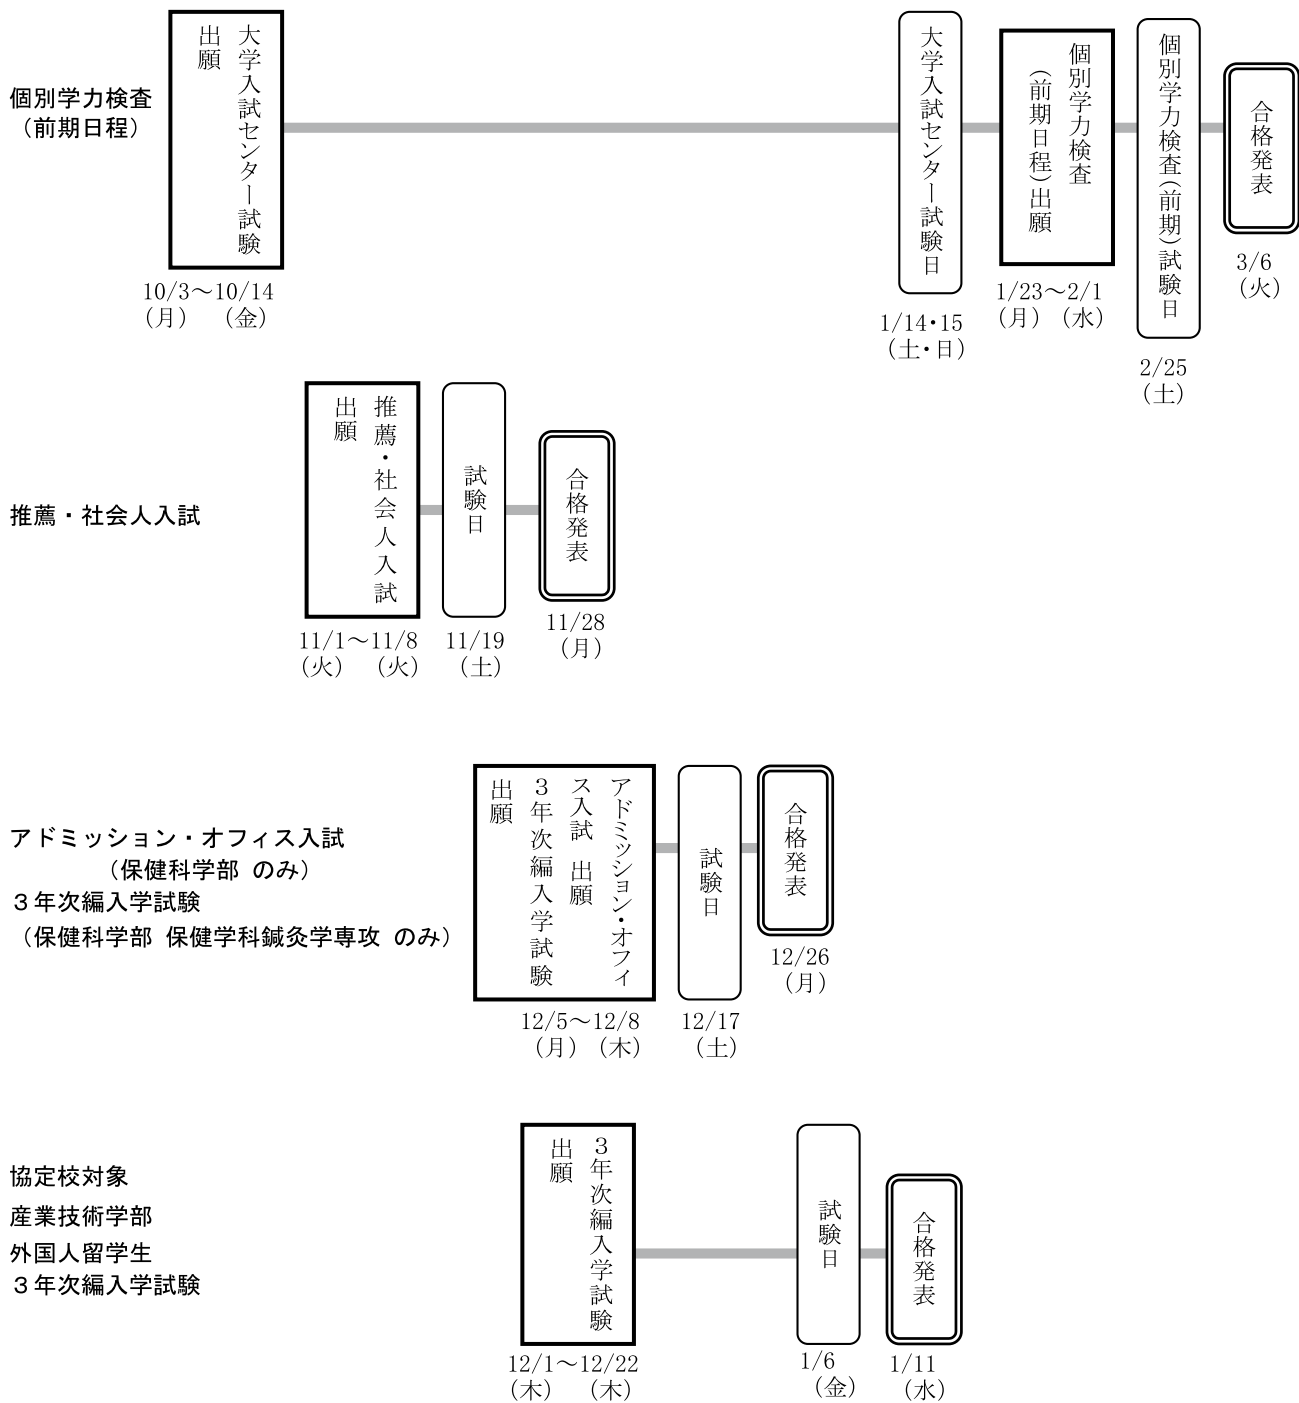 個別学力検査
（前期日程）
大学入試センター試験
出願
10/3～10/14
（月）　（金）
大学入試センター試験日
1/14・15
（土・日）
個別学力検査
（前期日程）出願
1/23～2/1
（月）（水）
個別学力検査（前期）試験日
2/25
（土）
合格発表
3/6
（火）
推薦・社会人入試
推薦・社会人入試
出願
11/1～11/8
（火）　（火）
試験日
11/19
（土）
合格発表
11/28
（月）
アドミッション・オフィス入試
（保健科学部 のみ）
３年次編入学試験
（保健科学部 保健学科鍼灸学専攻 のみ）
アドミッション・オフィ
ス入試 出願
３年次編入学試験
出願
12/5～12/8
（月）（木）
試験日
12/17
（土）
合格発表
12/26
（月）
協定校対象
産業技術学部
外国人留学生
３年次編入学試験
３年次編入学試験
出願
12/1～12/22
（木）　（木）
試験日
1/6
（金）
合格発表
1/11
（水）